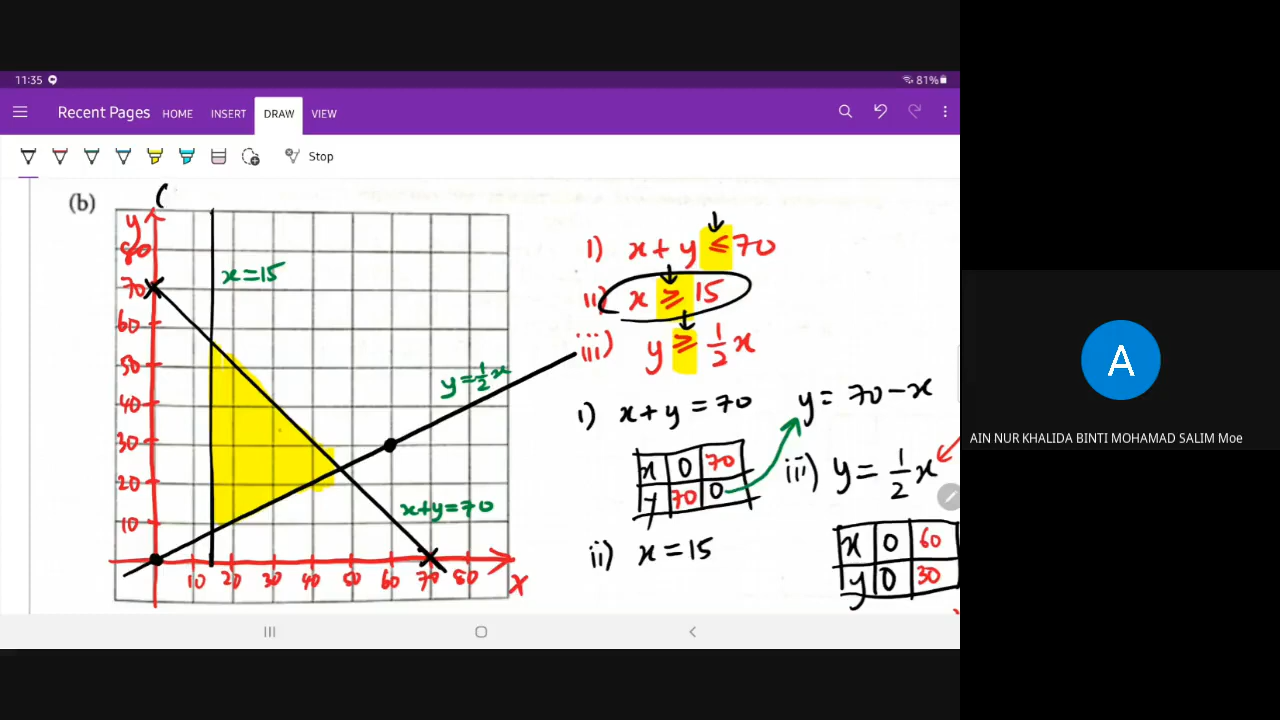 11:35 81%
Recent Pages HOME INSERT DRAW VIEW
Stop
(b)
y
80
70
60
50
40
30
20
10
10 20 30 40 50 60 70 80 x
x=15
y=½x
x+y=70
i) x+y ≤ 70
ii) x ≥ 15
iii) y ≥ ½x
i) x+y=70 y=70-x
x 0 70
y 70 0
iii) y=½x
ii) x=15
x 0 60
y 0 30
A
AIN NUR KHALIDA BINTI MOHAMAD SALIM Moe